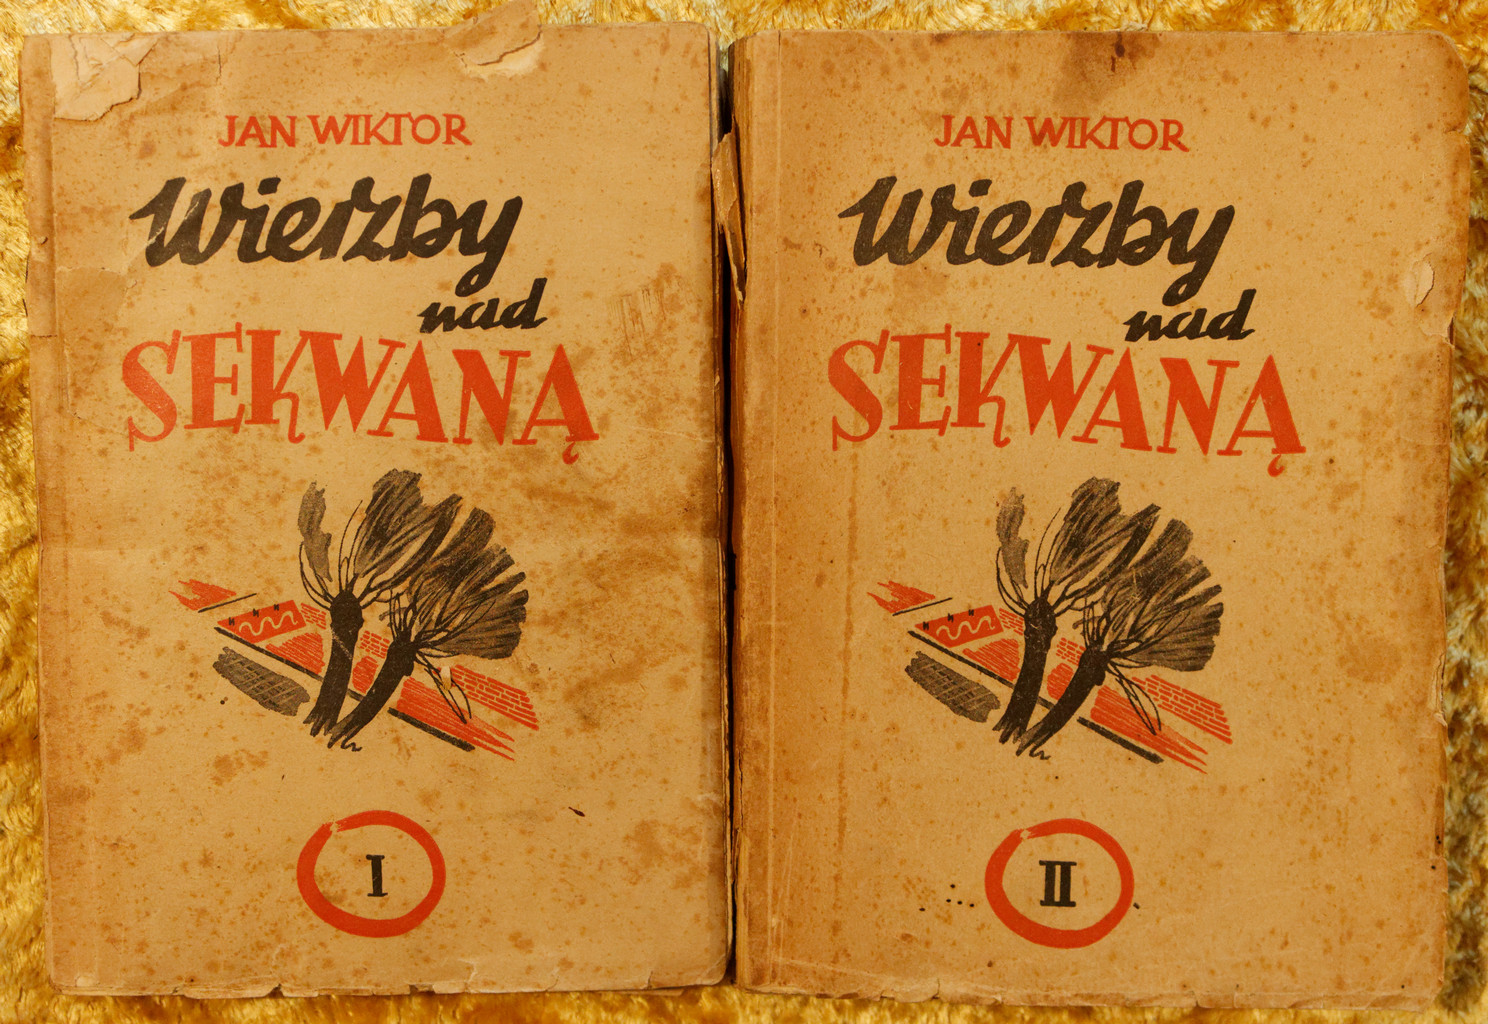 JAN WIKTOR
Wierzby
nad
SEKWANĄ
I
JAN WIKTOR
Wierzby
nad
SEKWANĄ
II